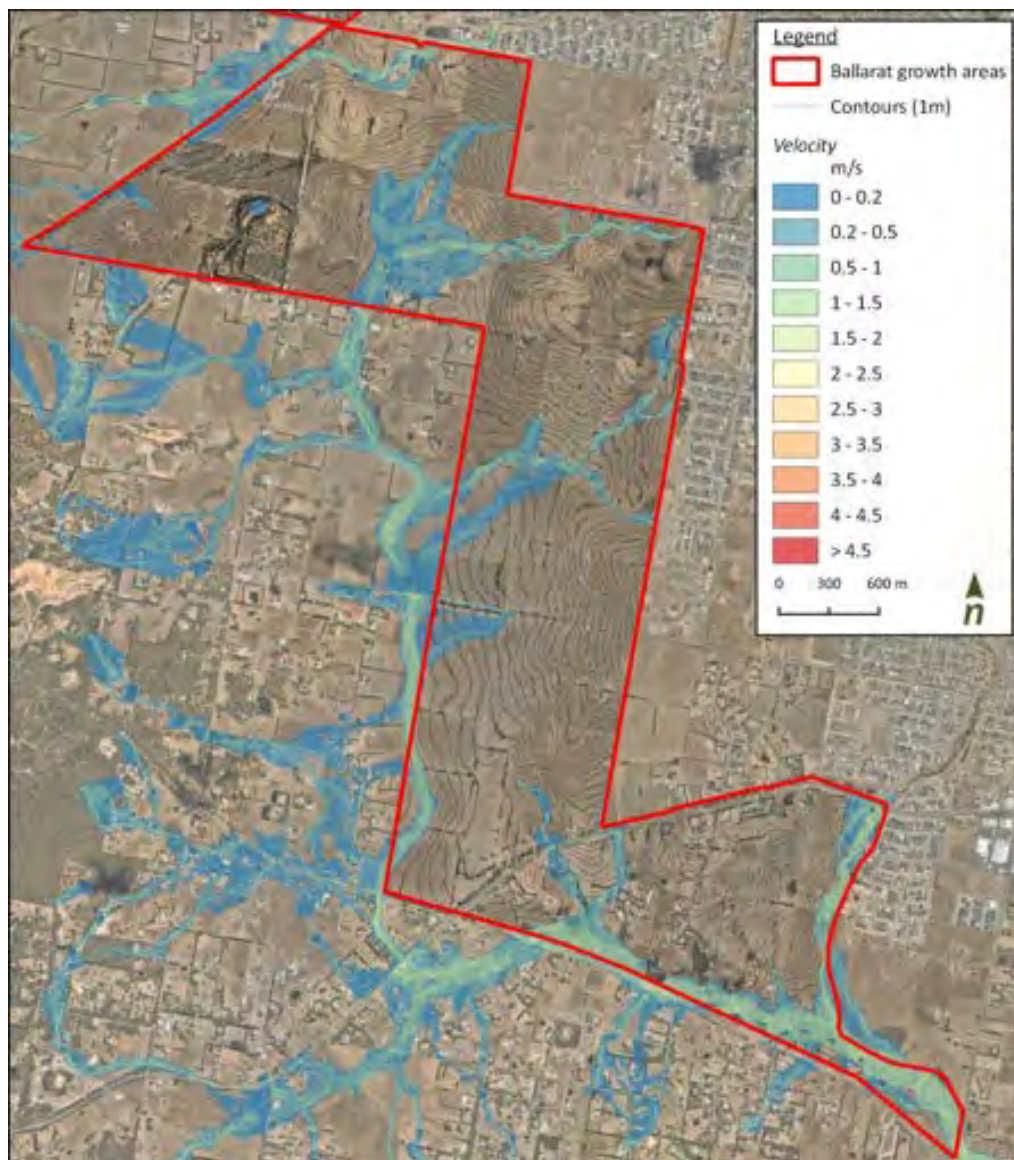 Legend
Ballarat growth areas
Contours (1m)
Velocity
m/s
0 - 0.2
0.2 - 0.5
0.5 - 1
1 - 1.5
1.5 - 2
2 - 2.5
2.5 - 3
3 - 3.5
3.5 - 4
4 - 4.5
> 4.5
0 300 600 m
n